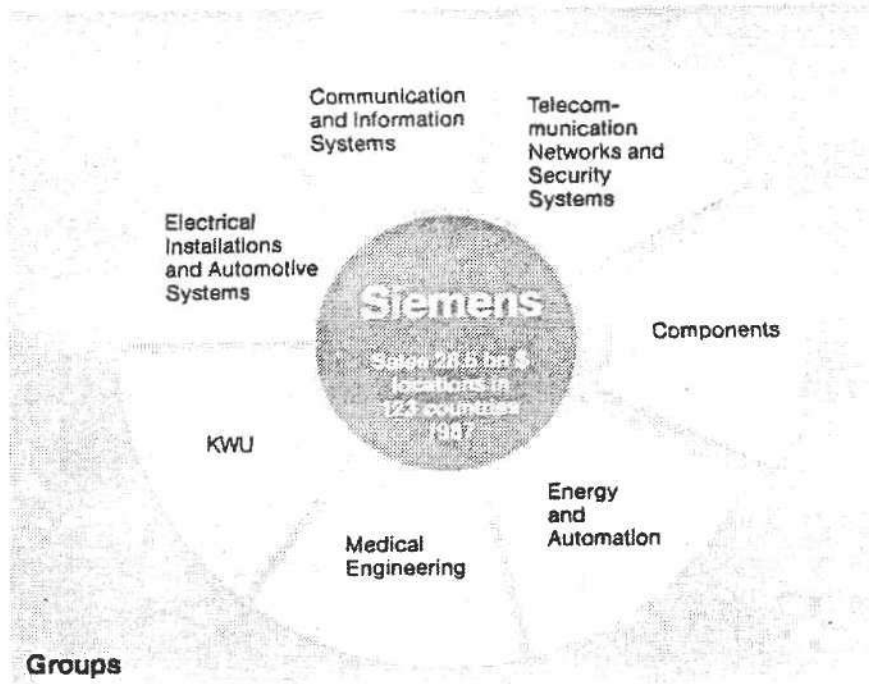 Communication
and Information
Systems
Telecom-
munication
Networks and
Security
Systems
Electrical
Installations
and Automotive
Systems
Siemens
Sales 28.5 bn $
locations in
123 countries
1987
Components
KWU
Energy
and
Automation
Medical
Engineering
Groups